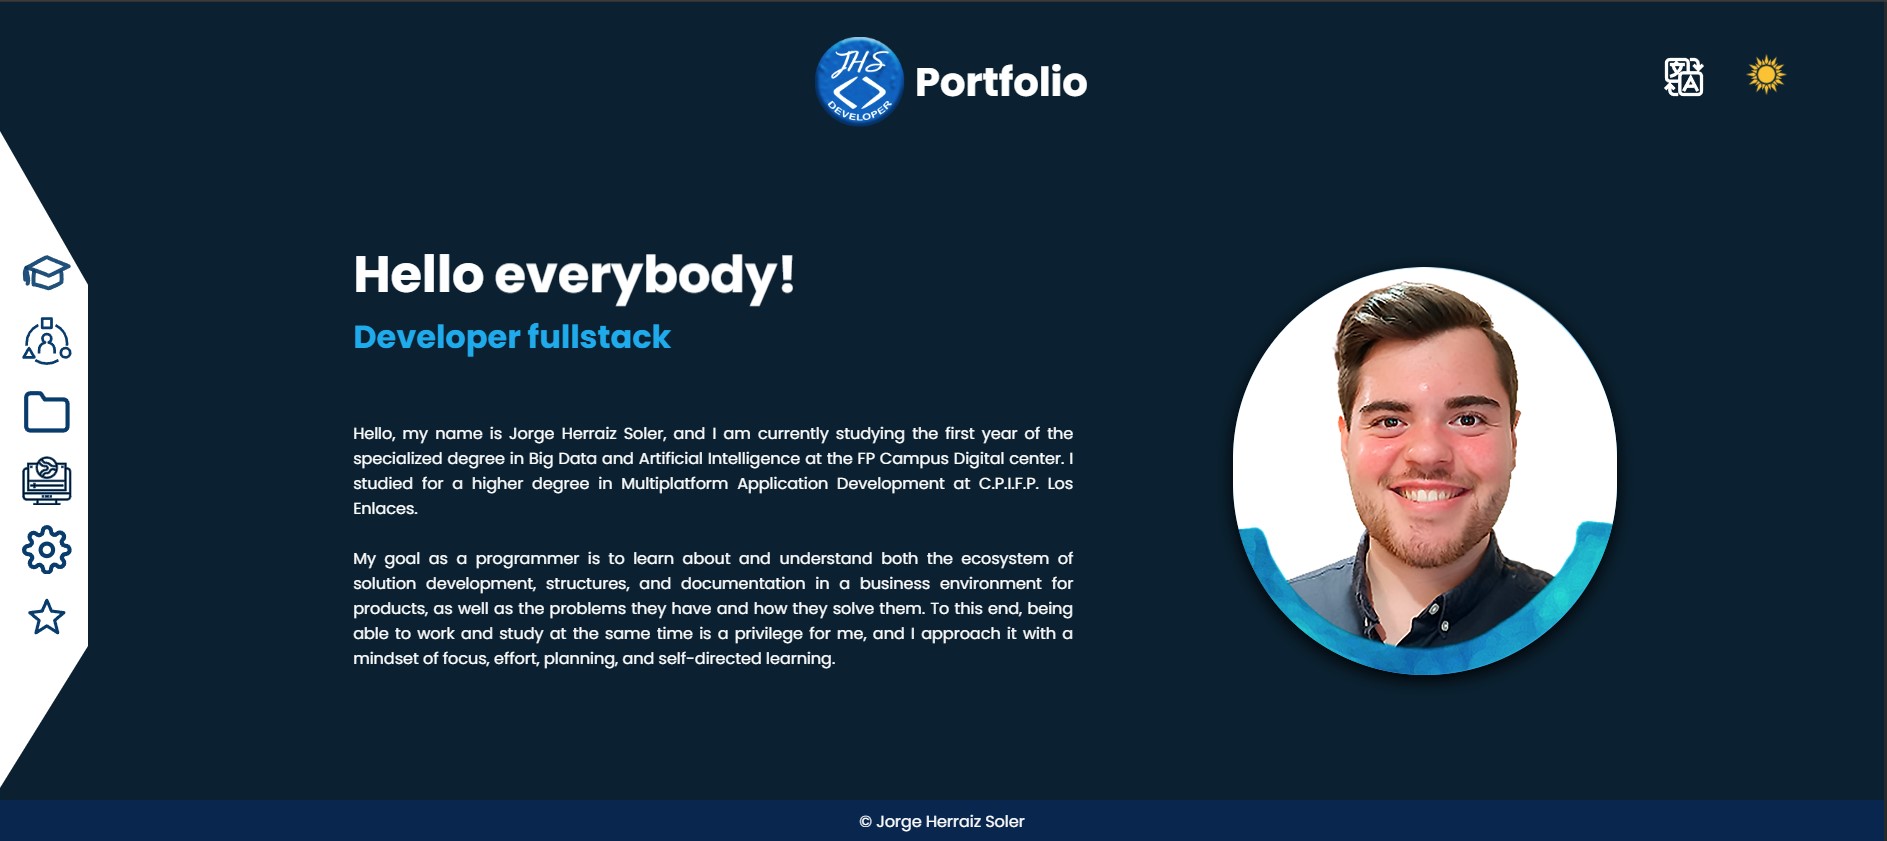 JHS
DEVELOPER
Portfolio
Hello everybody!
Developer fullstack
Hello, my name is Jorge Herraiz Soler, and I am currently studying the first year of the
specialized degree in Big Data and Artificial Intelligence at the FP Campus Digital center. I
studied for a higher degree in Multiplatform Application Development at C.P.I.F.P. Los
Enlaces.
My goal as a programmer is to learn about and understand both the ecosystem of
solution development, structures, and documentation in a business environment for
products, as well as the problems they have and how they solve them. To this end, being
able to work and study at the same time is a privilege for me, and I approach it with a
mindset of focus, effort, planning, and self-directed learning.
© Jorge Herraiz Soler